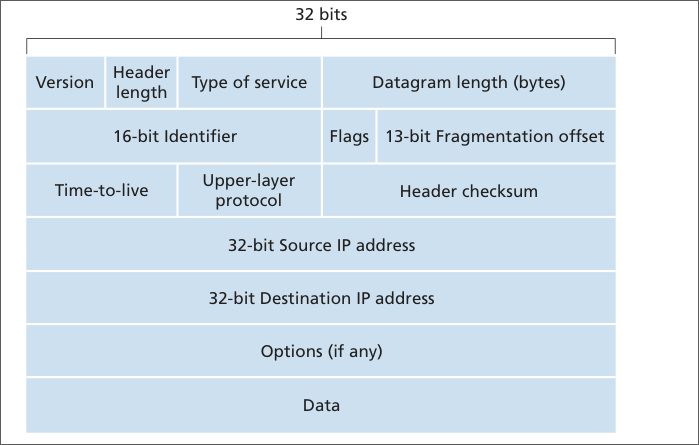 32 bits
Version
Header
length
Type of service
Datagram length (bytes)
16-bit Identifier
Flags
13-bit Fragmentation offset
Time-to-live
Upper-layer
protocol
Header checksum
32-bit Source IP address
32-bit Destination IP address
Options (if any)
Data